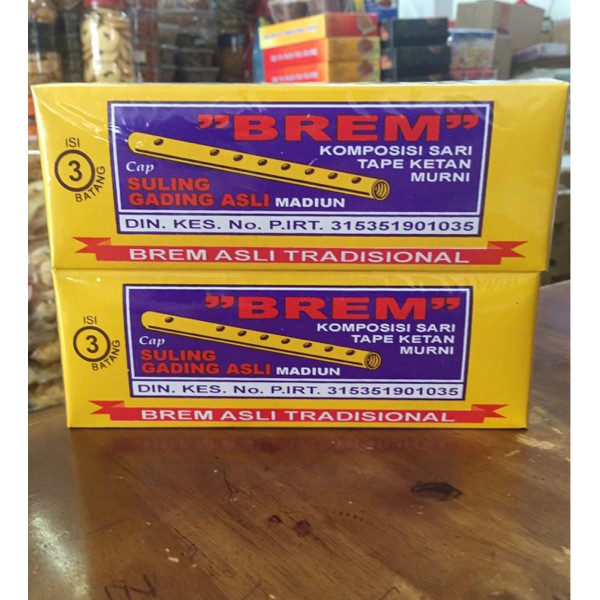 "BREM"
KOMPOSISI SARI
TAPE KETAN
MURNI
ISI
3
BATANG
Cap
SULING
GADING ASLI MADIUN
DIN. KES. No. P.IRT. 315351901035
BREM ASLI TRADISIONAL
"BREM"
KOMPOSISI SARI
TAPE KETAN
MURNI
ISI
3
BATANG
Cap
SULING
GADING ASLI MADIUN
DIN. KES. No. P.IRT. 315351901035
BREM ASLI TRADISIONAL